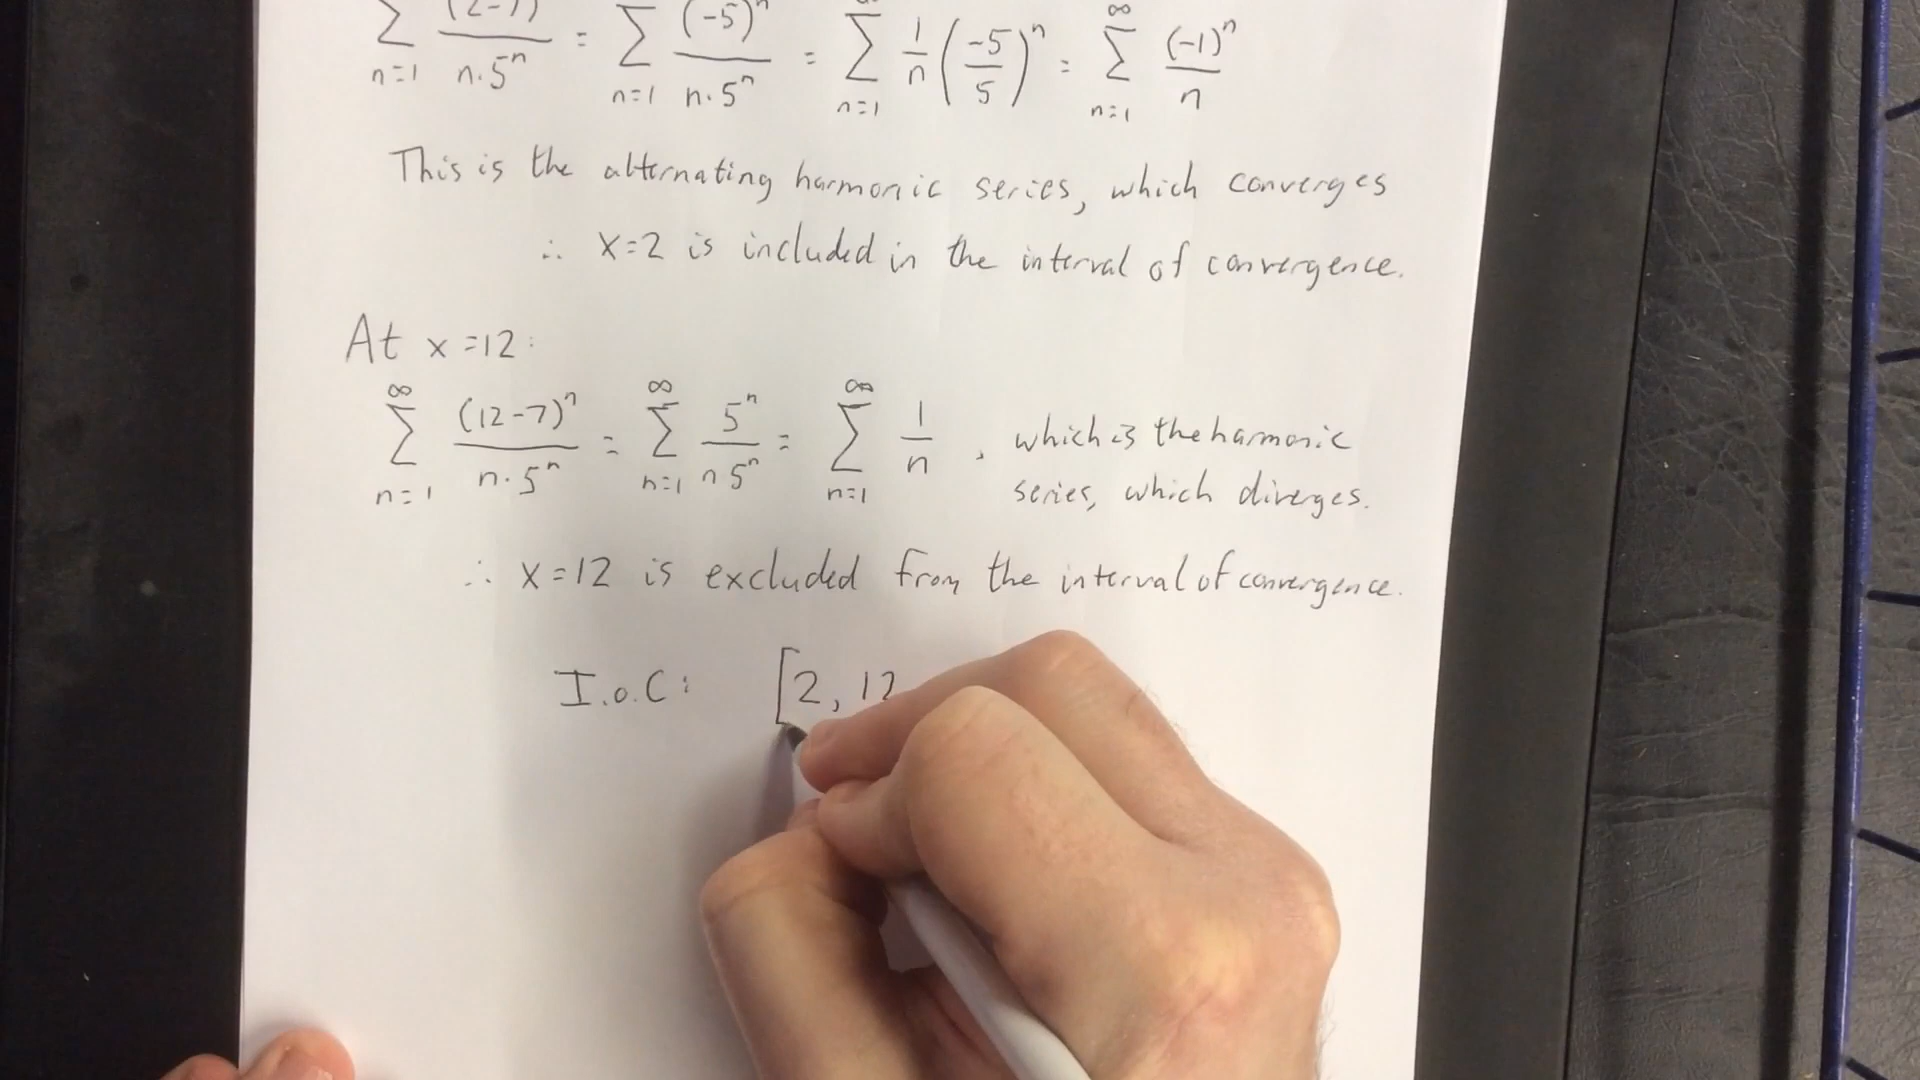 ∑ n=1 (2-7) / n·5^n = ∑ n=1 (-5)^n / n·5^n = ∑ n=1 1/n (-5/5)^n = ∑ n=1 ∞ (-1)^n / n
This is the alternating harmonic series, which converges
∴ x=2 is included in the interval of convergence.
At x=12:
∑ n=1 ∞ (12-7)^n / n·5^n = ∑ n=1 ∞ 5^n / n 5^n = ∑ n=1 ∞ 1/n , which is the harmonic
series, which diverges.
∴ x=12 is excluded from the interval of convergence.
I.o.C: [2, 12